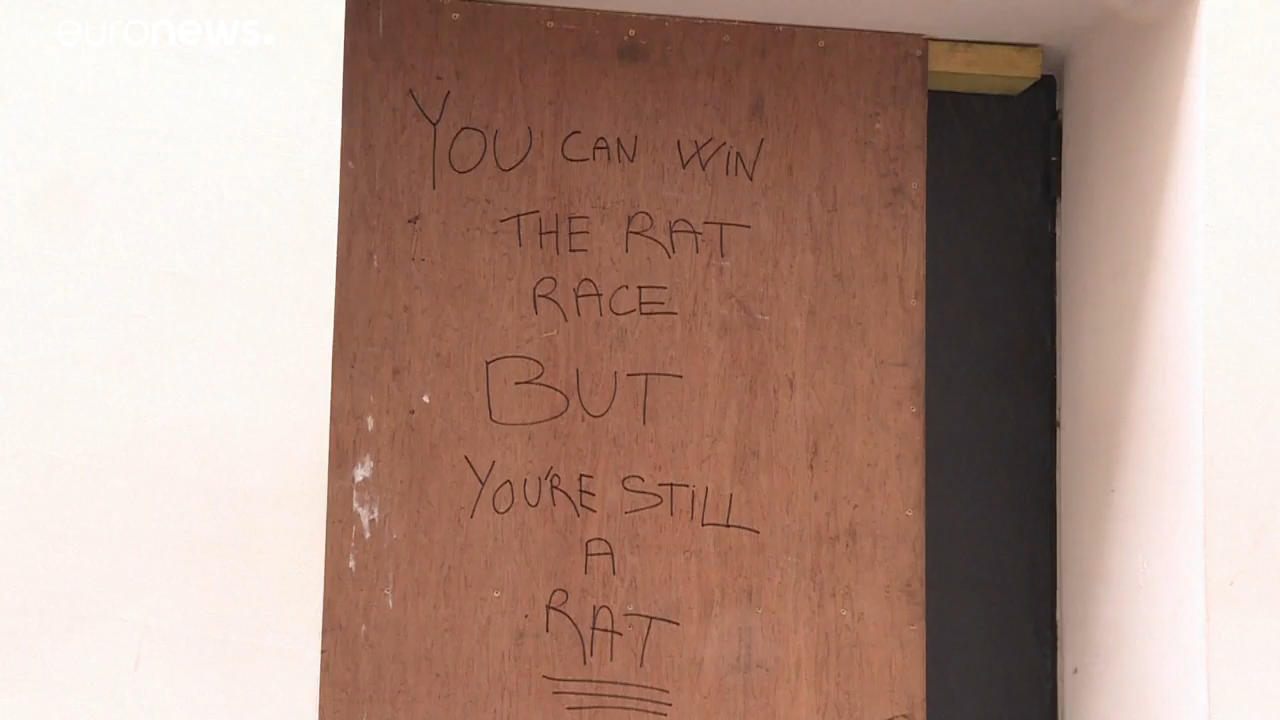 euronews.
YOU CAN WIN
THE RAT
RACE
BUT
YOU'RE STILL
A
RAT